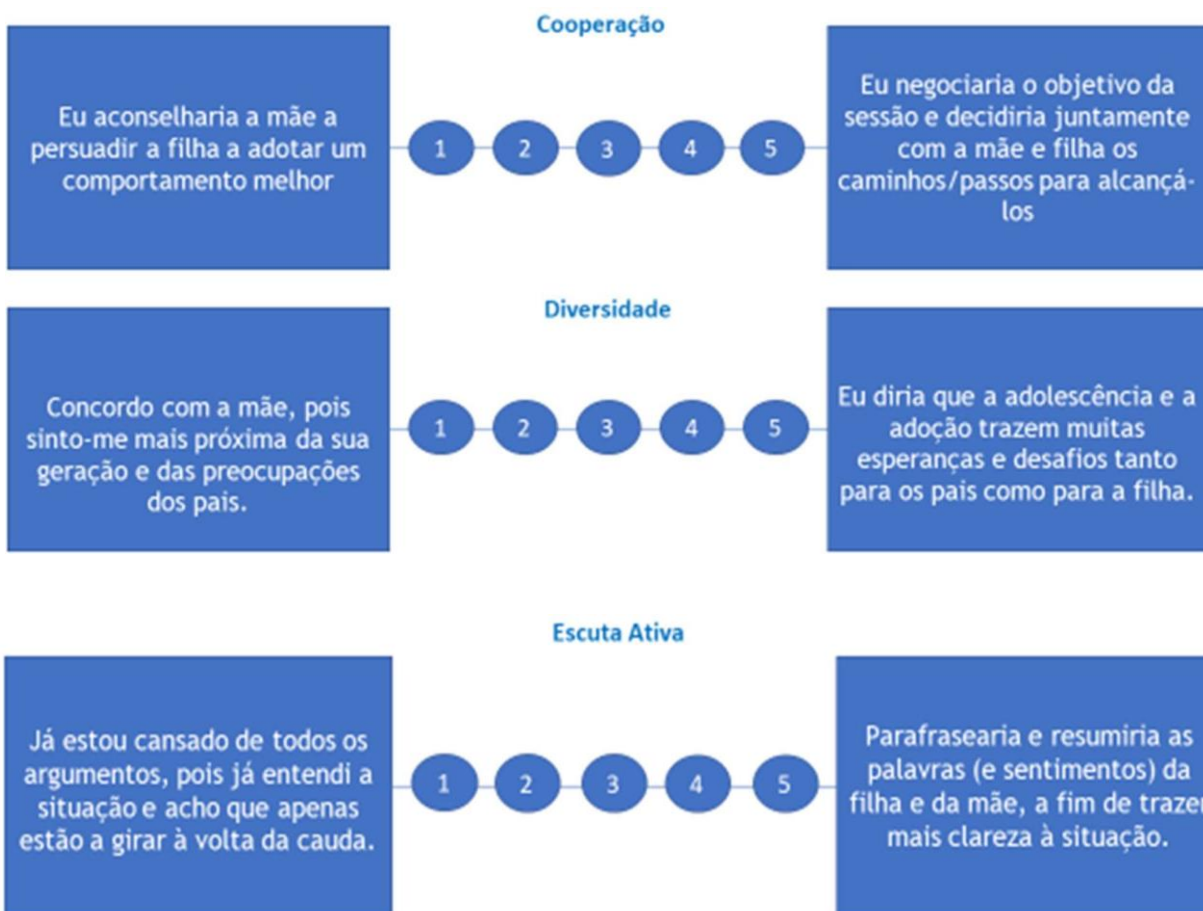 Cooperação
Eu aconselharia a mãe a
persuadir a filha a adotar um
comportamento melhor
1 2 3 4 5
Eu negociaria o objetivo da
sessão e decidiria juntamente
com a mãe e filha os
caminhos/passos para alcançá-
los
Diversidade
Concordo com a mãe, pois
sinto-me mais próxima da sua
geração e das preocupações
dos pais.
1 2 3 4 5
Eu diria que a adolescência e a
adoção trazem muitas
esperanças e desafios tanto
para os pais como para a filha.
Escuta Ativa
Já estou cansado de todos os
argumentos, pois já entendi a
situação e acho que apenas
estão a girar à volta da cauda.
1 2 3 4 5
Parafrasearia e resumiria as
palavras (e sentimentos) da
filha e da mãe, a fim de trazer
mais clareza à situação.